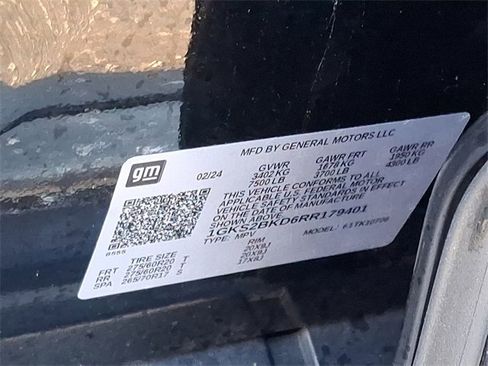 MFD BY GENERAL MOTORS LLC
gm
02/24 GVWR GAWR FRT GAWR RR
3402 KG 1678 KG 1950 KG
7500 LB 3700 LB 4300 LB
THIS VEHICLE CONFORMS TO ALL
APPLICABLE U.S. FEDERAL MOTOR
VEHICLE SAFETY STANDARDS IN EFFECT
ON THE DATE OF MANUFACTURE
SHOWN ABOVE.
1GKS2BKD6RR179401
TYPE: MPV MODEL: 61TK10706
8555
TIRE SIZE RIM
FRT 275/60R20 T 20X9J
RR 275/60R20 T 20X9J
SPA 265/70R17 S 17X8J